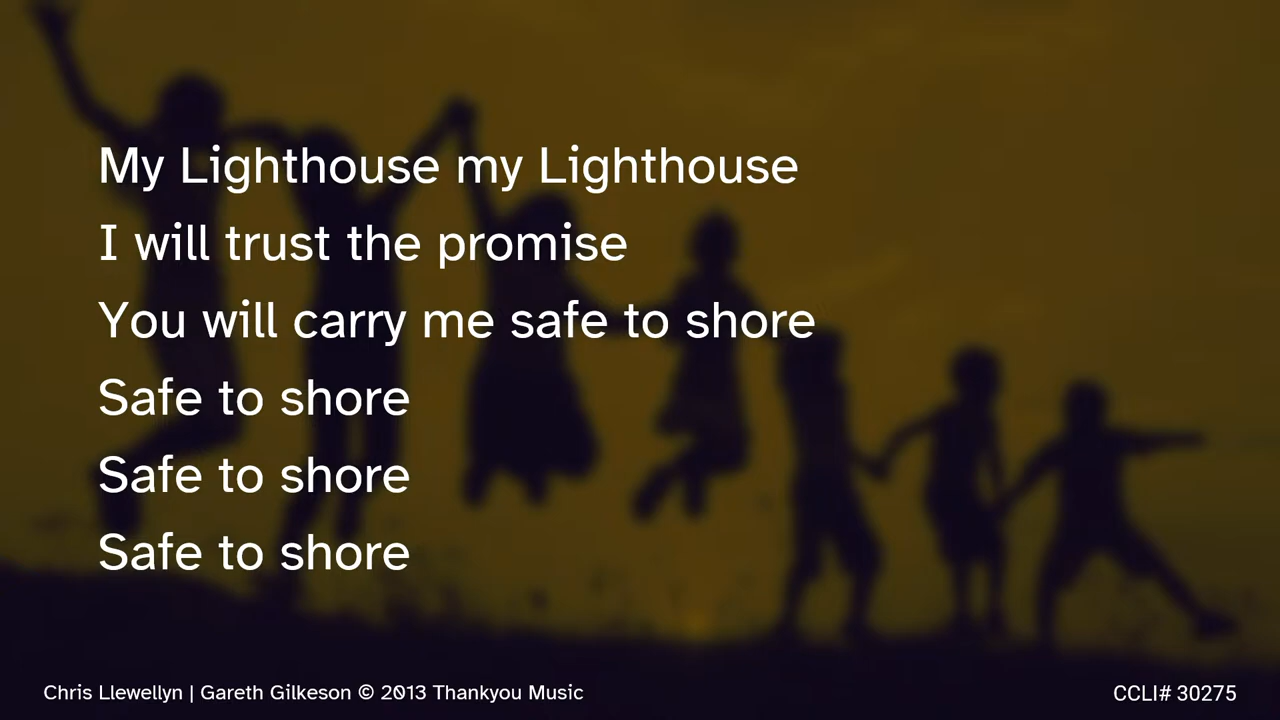 My Lighthouse my Lighthouse
I will trust the promise
You will carry me safe to shore
Safe to shore
Safe to shore
Safe to shore
Chris Llewellyn | Gareth Gilkeson © 2013 Thankyou Music
CCLI# 30275